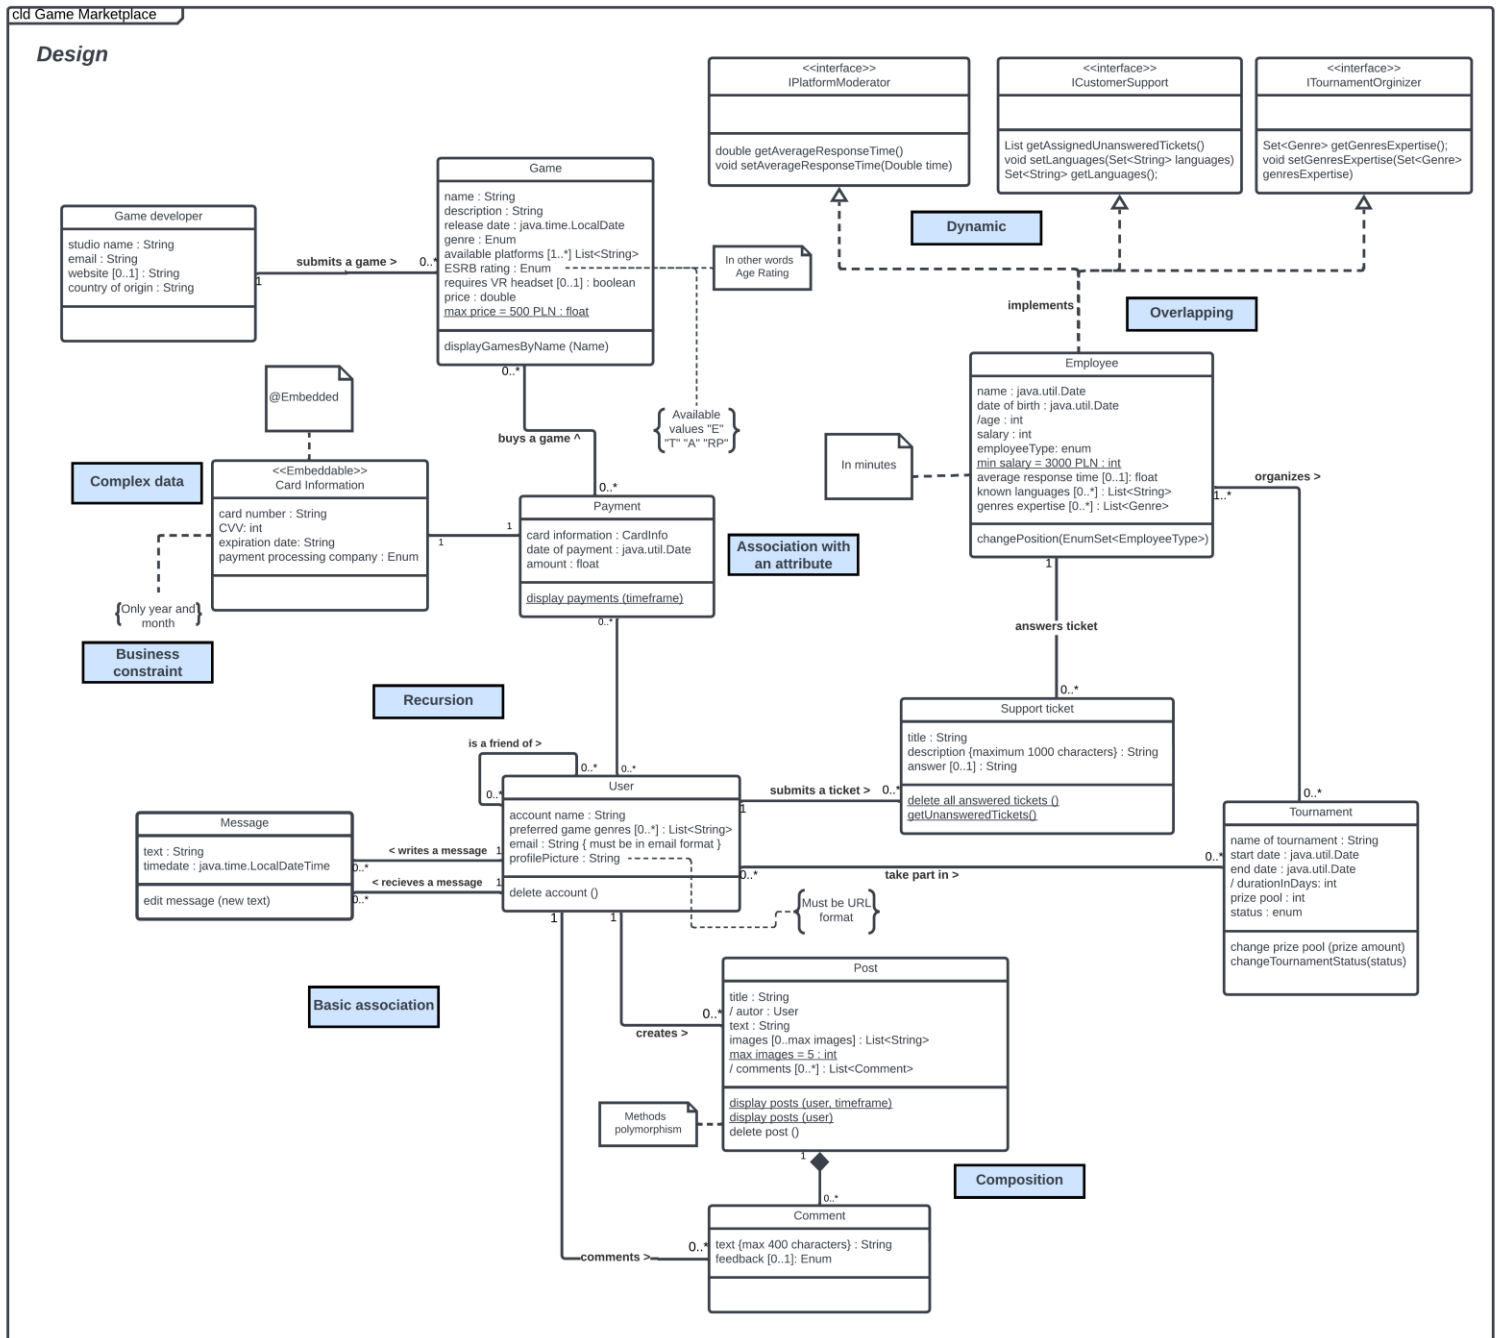 cld Game Marketplace
Design
<<interface>>
IPlatformModerator
double getAverageResponseTime()
void setAverageResponseTime(Double time)
<<interface>>
ICustomerSupport
List getAssignedUnansweredTickets()
void setLanguages(Set<String> languages)
Set<String> getLanguages();
<<interface>>
ITournamentOrginizer
Set<Genre> getGenresExpertise();
void setGenresExpertise(Set<Genre>
genresExpertise)
Game
name : String
description : String
release date : java.time.LocalDate
genre : Enum
available platforms [1..*] List<String>
ESRB rating : Enum
requires VR headset [0..1] : boolean
price : double
max price = 500 PLN : float
displayGamesByName (Name)
Game developer
studio name : String
email : String
website [0..1] : String
country of origin : String
submits a game >
1
0..*
In other words
Age Rating
Dynamic
Overlapping
implements
Employee
name : java.util.Date
date of birth : java.util.Date
/age : int
salary : int
employeeType: enum
min salary = 3000 PLN : int
average response time [0..1]: float
known languages [0..*] : List<String>
genres expertise [0..*] : List<Genre>
changePosition(EnumSet<EmployeeType>)
In minutes
organizes >
1..*
0..*
@Embedded
0..*
buys a game ^
0..*
{Available
values "E"
"T" "A" "RP"}
Complex data
<<Embeddable>>
Card Information
card number : String
CVV: int
expiration date: String
payment processing company : Enum
1
1
{Only year and
month}
Business
constraint
Payment
card information : CardInfo
date of payment : java.util.Date
amount : float
display payments (timeframe)
Association with
an attribute
0..*
0..*
1
answers ticket
0..*
Recursion
is a friend of >
0..*
0..*
Support ticket
title : String
description {maximum 1000 characters} : String
answer [0..1] : String
delete all answered tickets ()
getUnansweredTickets()
User
account name : String
preferred game genres [0..*] : List<String>
email : String { must be in email format }
profilePicture : String
delete account ()
submits a ticket >
1
0..*
Message
text : String
timedate : java.time.LocalDateTime
edit message (new text)
< writes a message
1
0..*
< recieves a message
1
0..*
take part in >
0..*
0..*
Tournament
name of tournament : String
start date : java.util.Date
end date : java.util.Date
/ durationInDays: int
prize pool : int
status : enum
change prize pool (prize amount)
changeTournamentStatus(status)
{Must be URL
format}
1
1
Basic association
Post
title : String
/ autor : User
text : String
images [0..max images] : List<String>
max images = 5 : int
/ comments [0..*] : List<Comment>
display posts (user, timeframe)
display posts (user)
delete post ()
0..*
creates >
Methods
polymorphism
1
0..*
Composition
Comment
text {max 400 characters} : String
feedback [0..1]: Enum
0..*
comments >